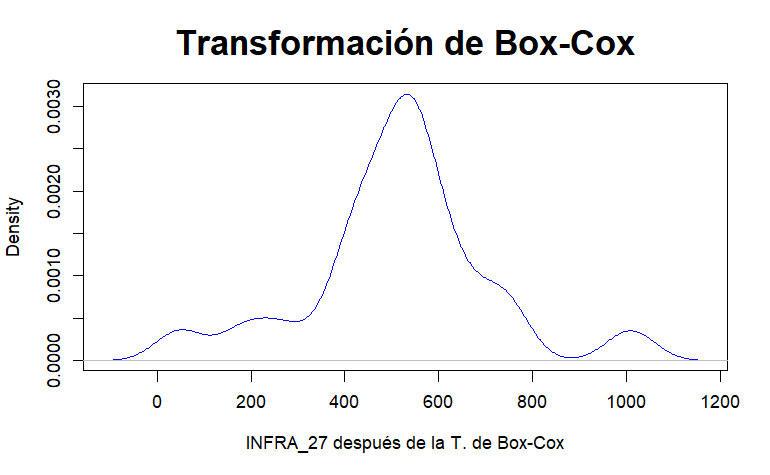 Transformación de Box-Cox
Density
0.0030
0.0020
0.0010
0.0000
0 200 400 600 800 1000 1200
INFRA_27 después de la T. de Box-Cox